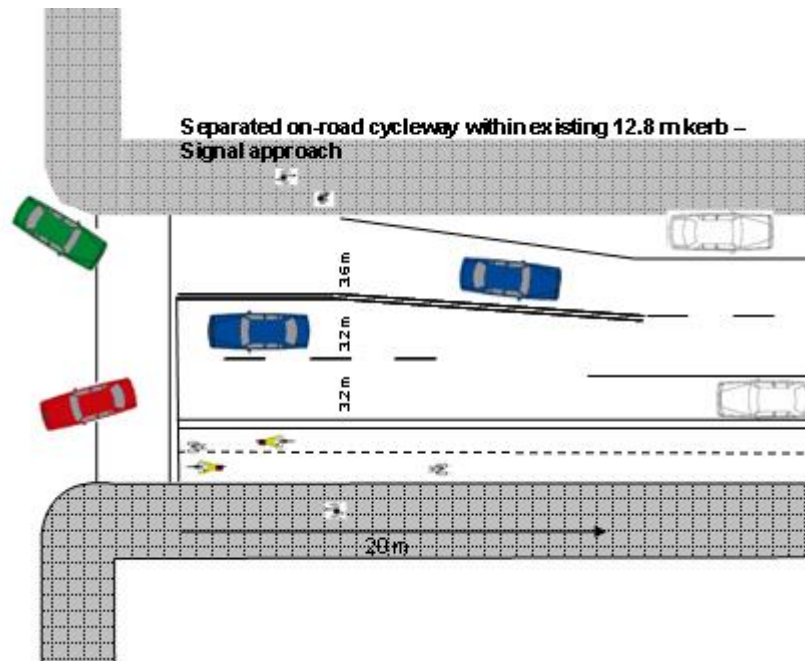 Separated on-road cycleway within existing 12.8 m kerb –
Signal approach
3.6 m
3.2 m
3.2 m
20 m